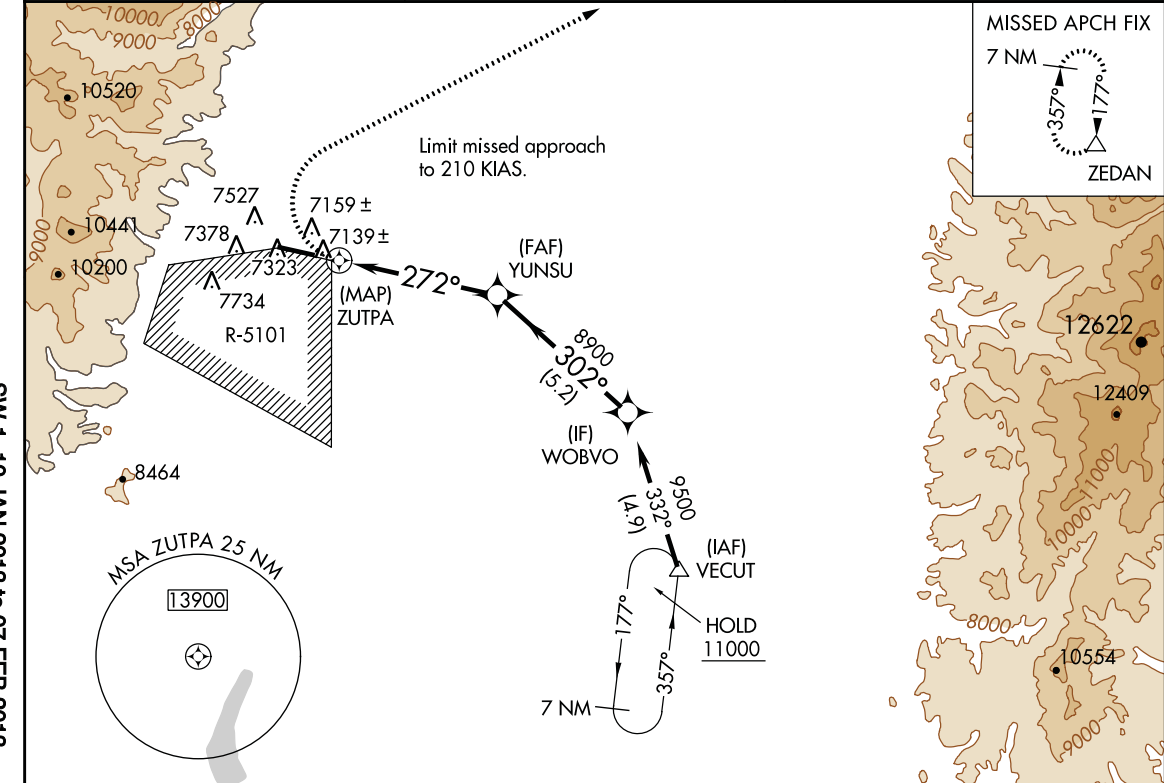 10000
8000
9000
10520
MISSED APCH FIX
7 NM
357°
177°
ZEDAN
Limit missed approach
to 210 KIAS.
7527
7159 ±
7378
7139 ±
7323
7734
10441
9000
10200
R-5101
(MAP)
ZUTPA
272°
(FAF)
YUNSU
8900
302°
(5.2)
(IF)
WOBVO
9500
332°
(4.9)
(IAF)
VECUT
HOLD
11000
177°
357°
7 NM
12622
12409
11000
10000
8000
10554
9000
8464
MSA ZUTPA 25 NM
13900